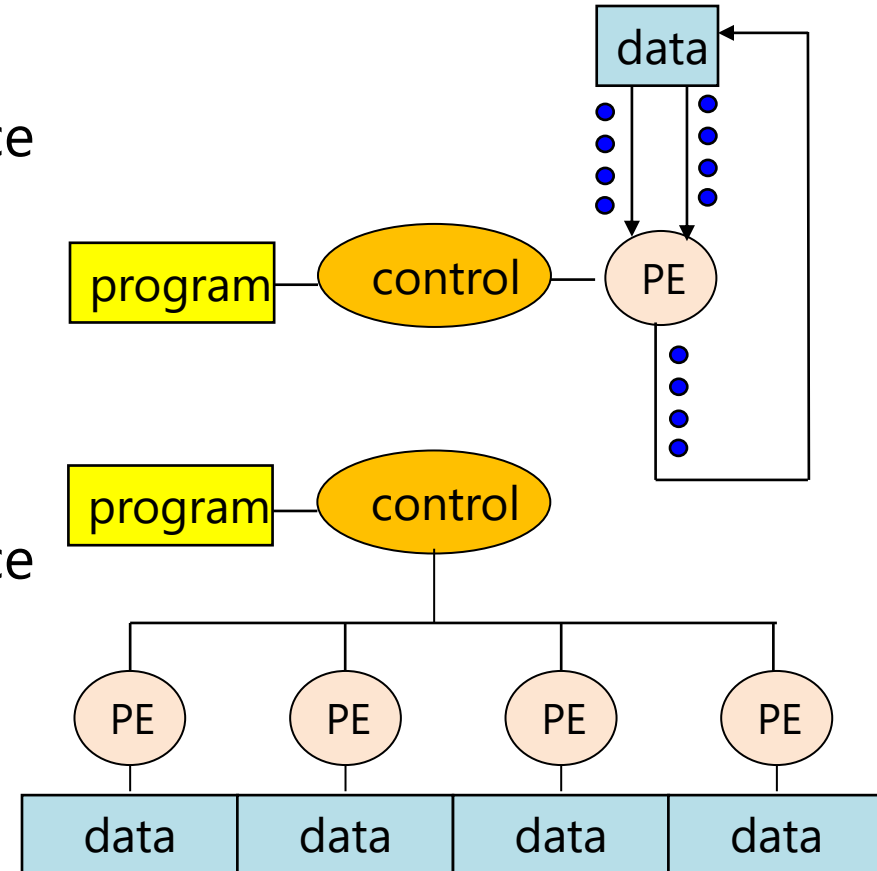 data
program control PE
program control
PE PE PE PE
data data data data